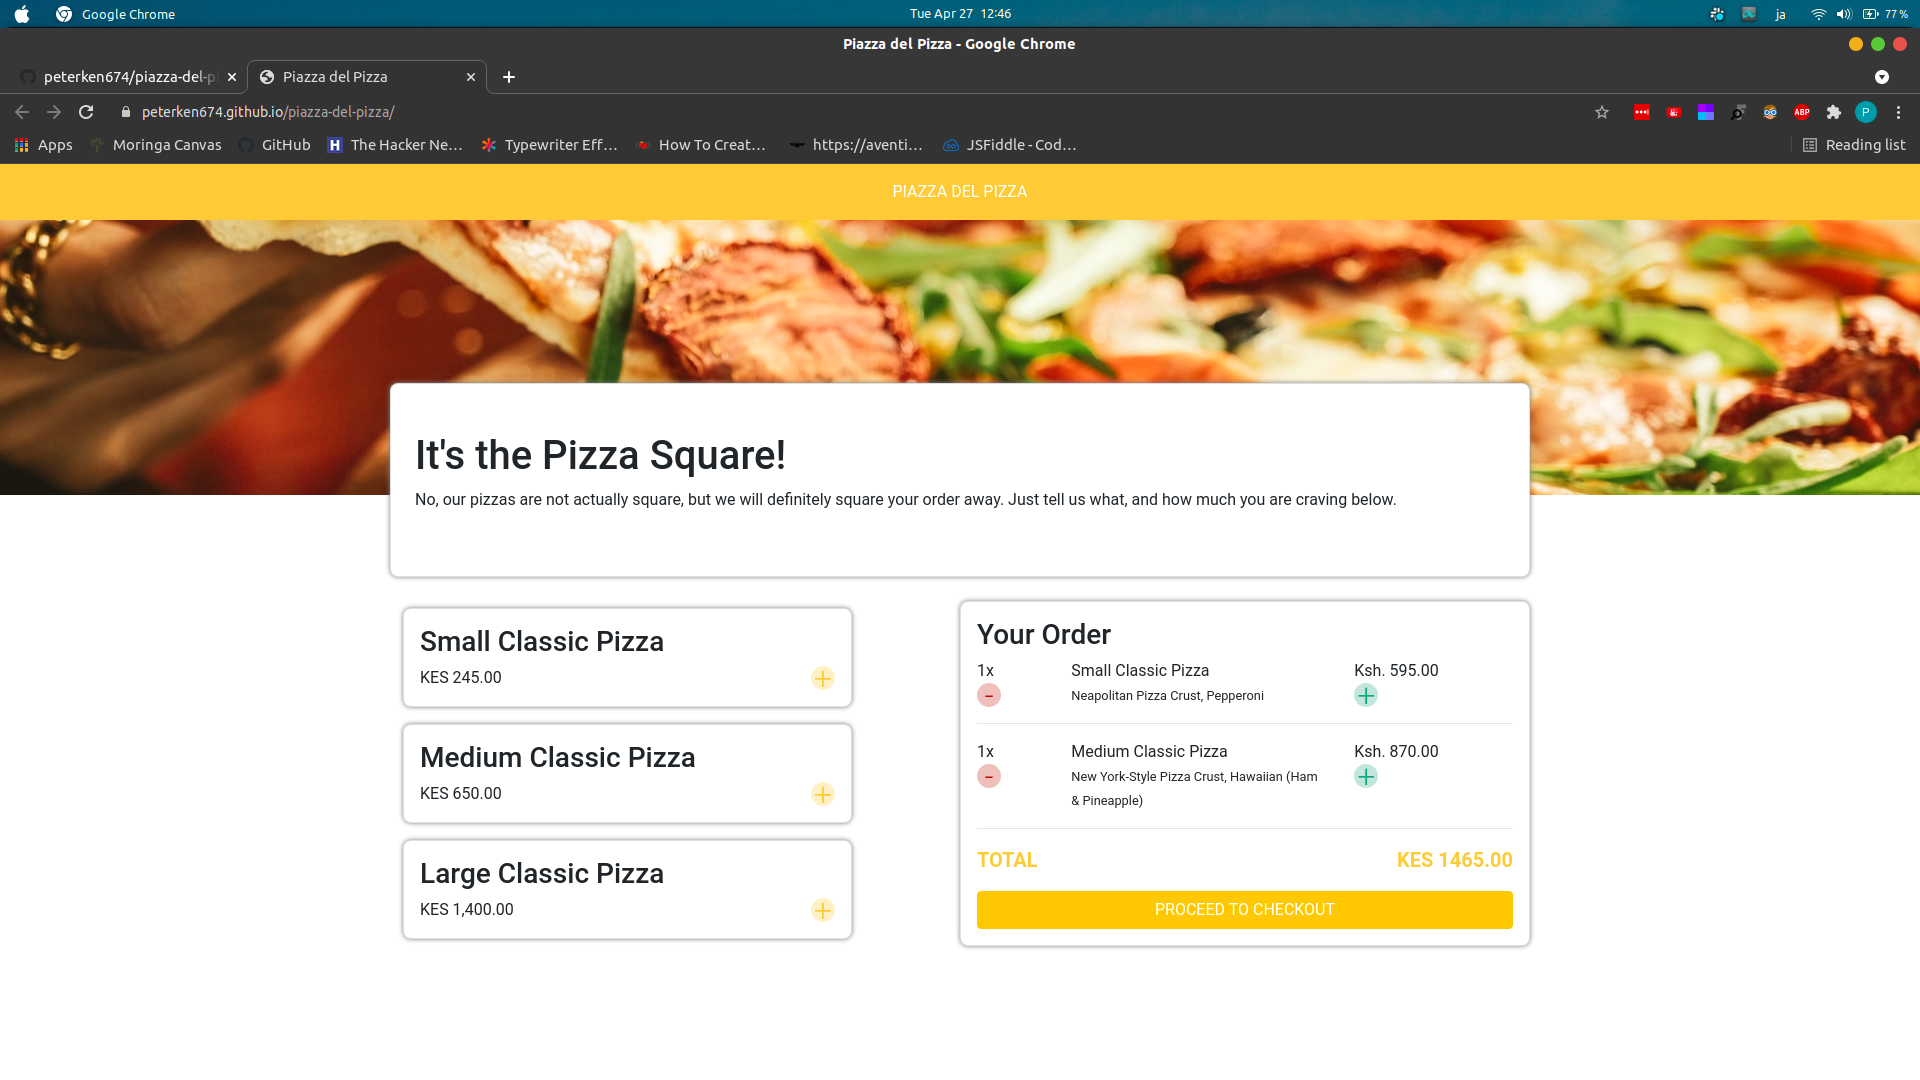 Google Chrome
Tue Apr 27 12:46
ja
77 %
Piazza del Pizza - Google Chrome
peterken674/piazza-del-p
Piazza del Pizza
peterken674.github.io/piazza-del-pizza/
ABP
P
Apps
Moringa Canvas
GitHub
H
The Hacker Ne...
Typewriter Eff...
How To Creat...
https://aventi...
JSFiddle - Cod...
Reading list
PIAZZA DEL PIZZA
It's the Pizza Square!
No, our pizzas are not actually square, but we will definitely square your order away. Just tell us what, and how much you are craving below.
Small Classic Pizza
KES 245.00
+
Medium Classic Pizza
KES 650.00
+
Large Classic Pizza
KES 1,400.00
+
Your Order
1x Small Classic Pizza Ksh. 595.00
- Neapolitan Pizza Crust, Pepperoni +
1x Medium Classic Pizza Ksh. 870.00
- New York-Style Pizza Crust, Hawaiian (Ham +
& Pineapple)
TOTAL KES 1465.00
PROCEED TO CHECKOUT